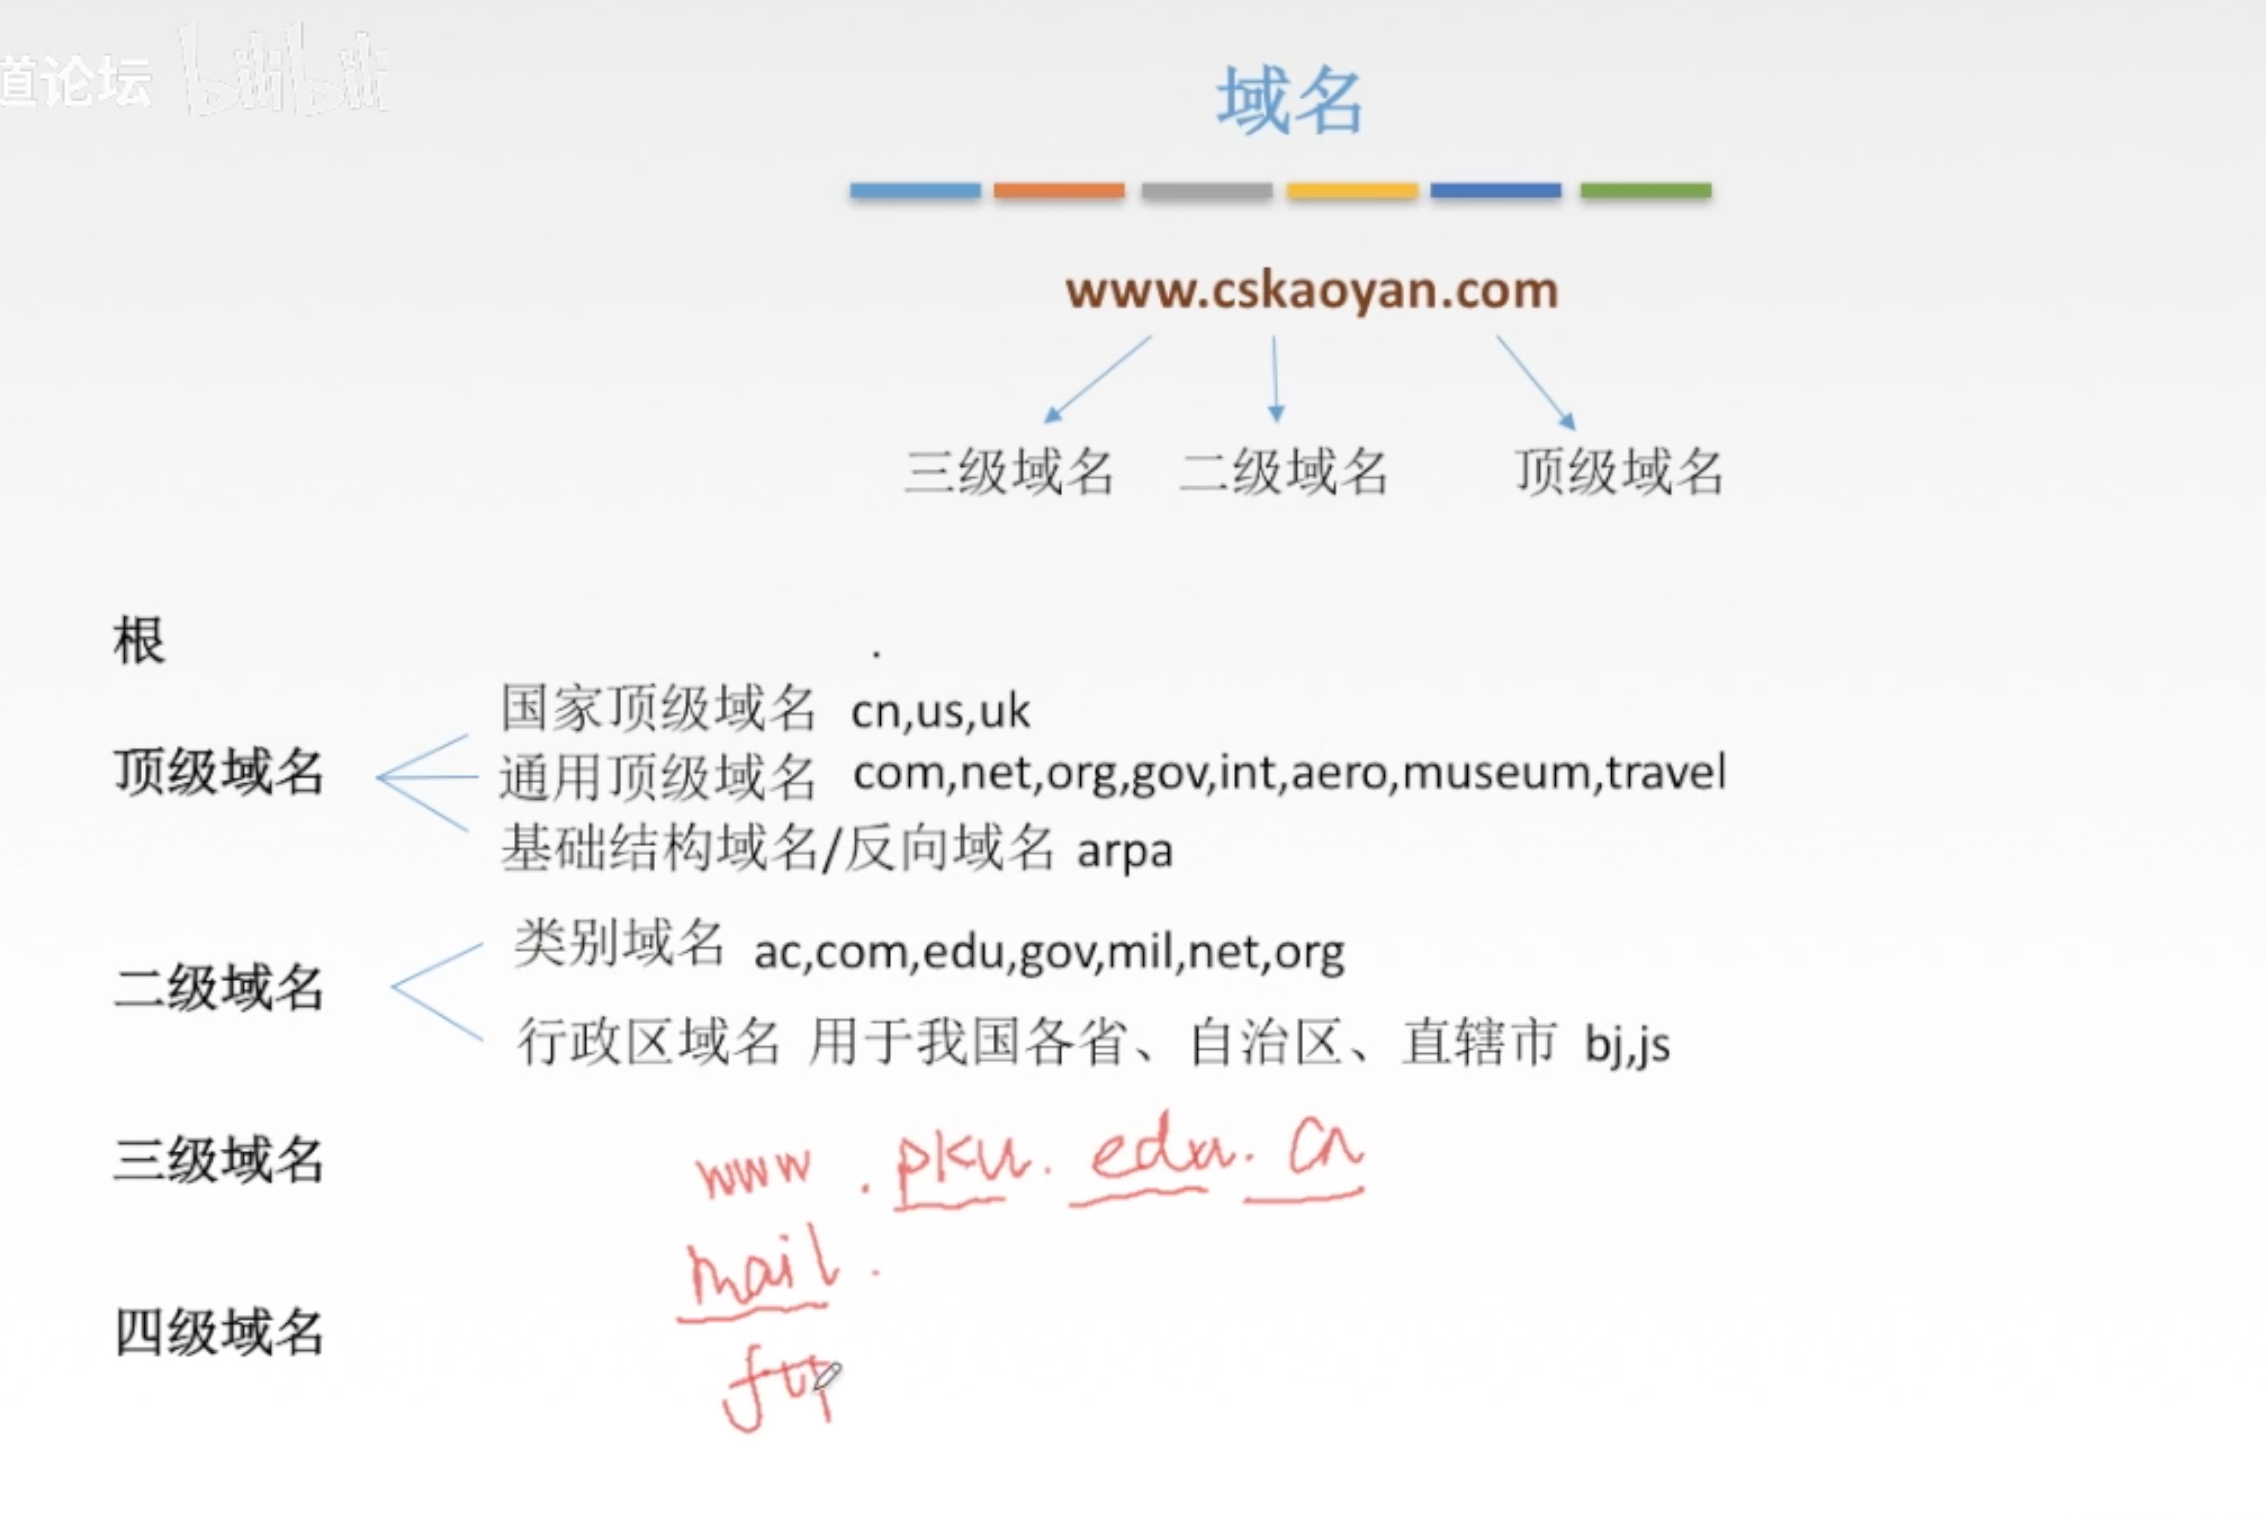 道论坛 bilibili
域名
www.cskaoyan.com
三级域名 二级域名 顶级域名
根 .
国家顶级域名 cn,us,uk
顶级域名 通用顶级域名 com,net,org,gov,int,aero,museum,travel
基础结构域名/反向域名 arpa
类别域名 ac,com,edu,gov,mil,net,org
二级域名
行政区域名 用于我国各省、自治区、直辖市 bj,js
三级域名 www.pku.edu.cn
mail.
四级域名
ftp